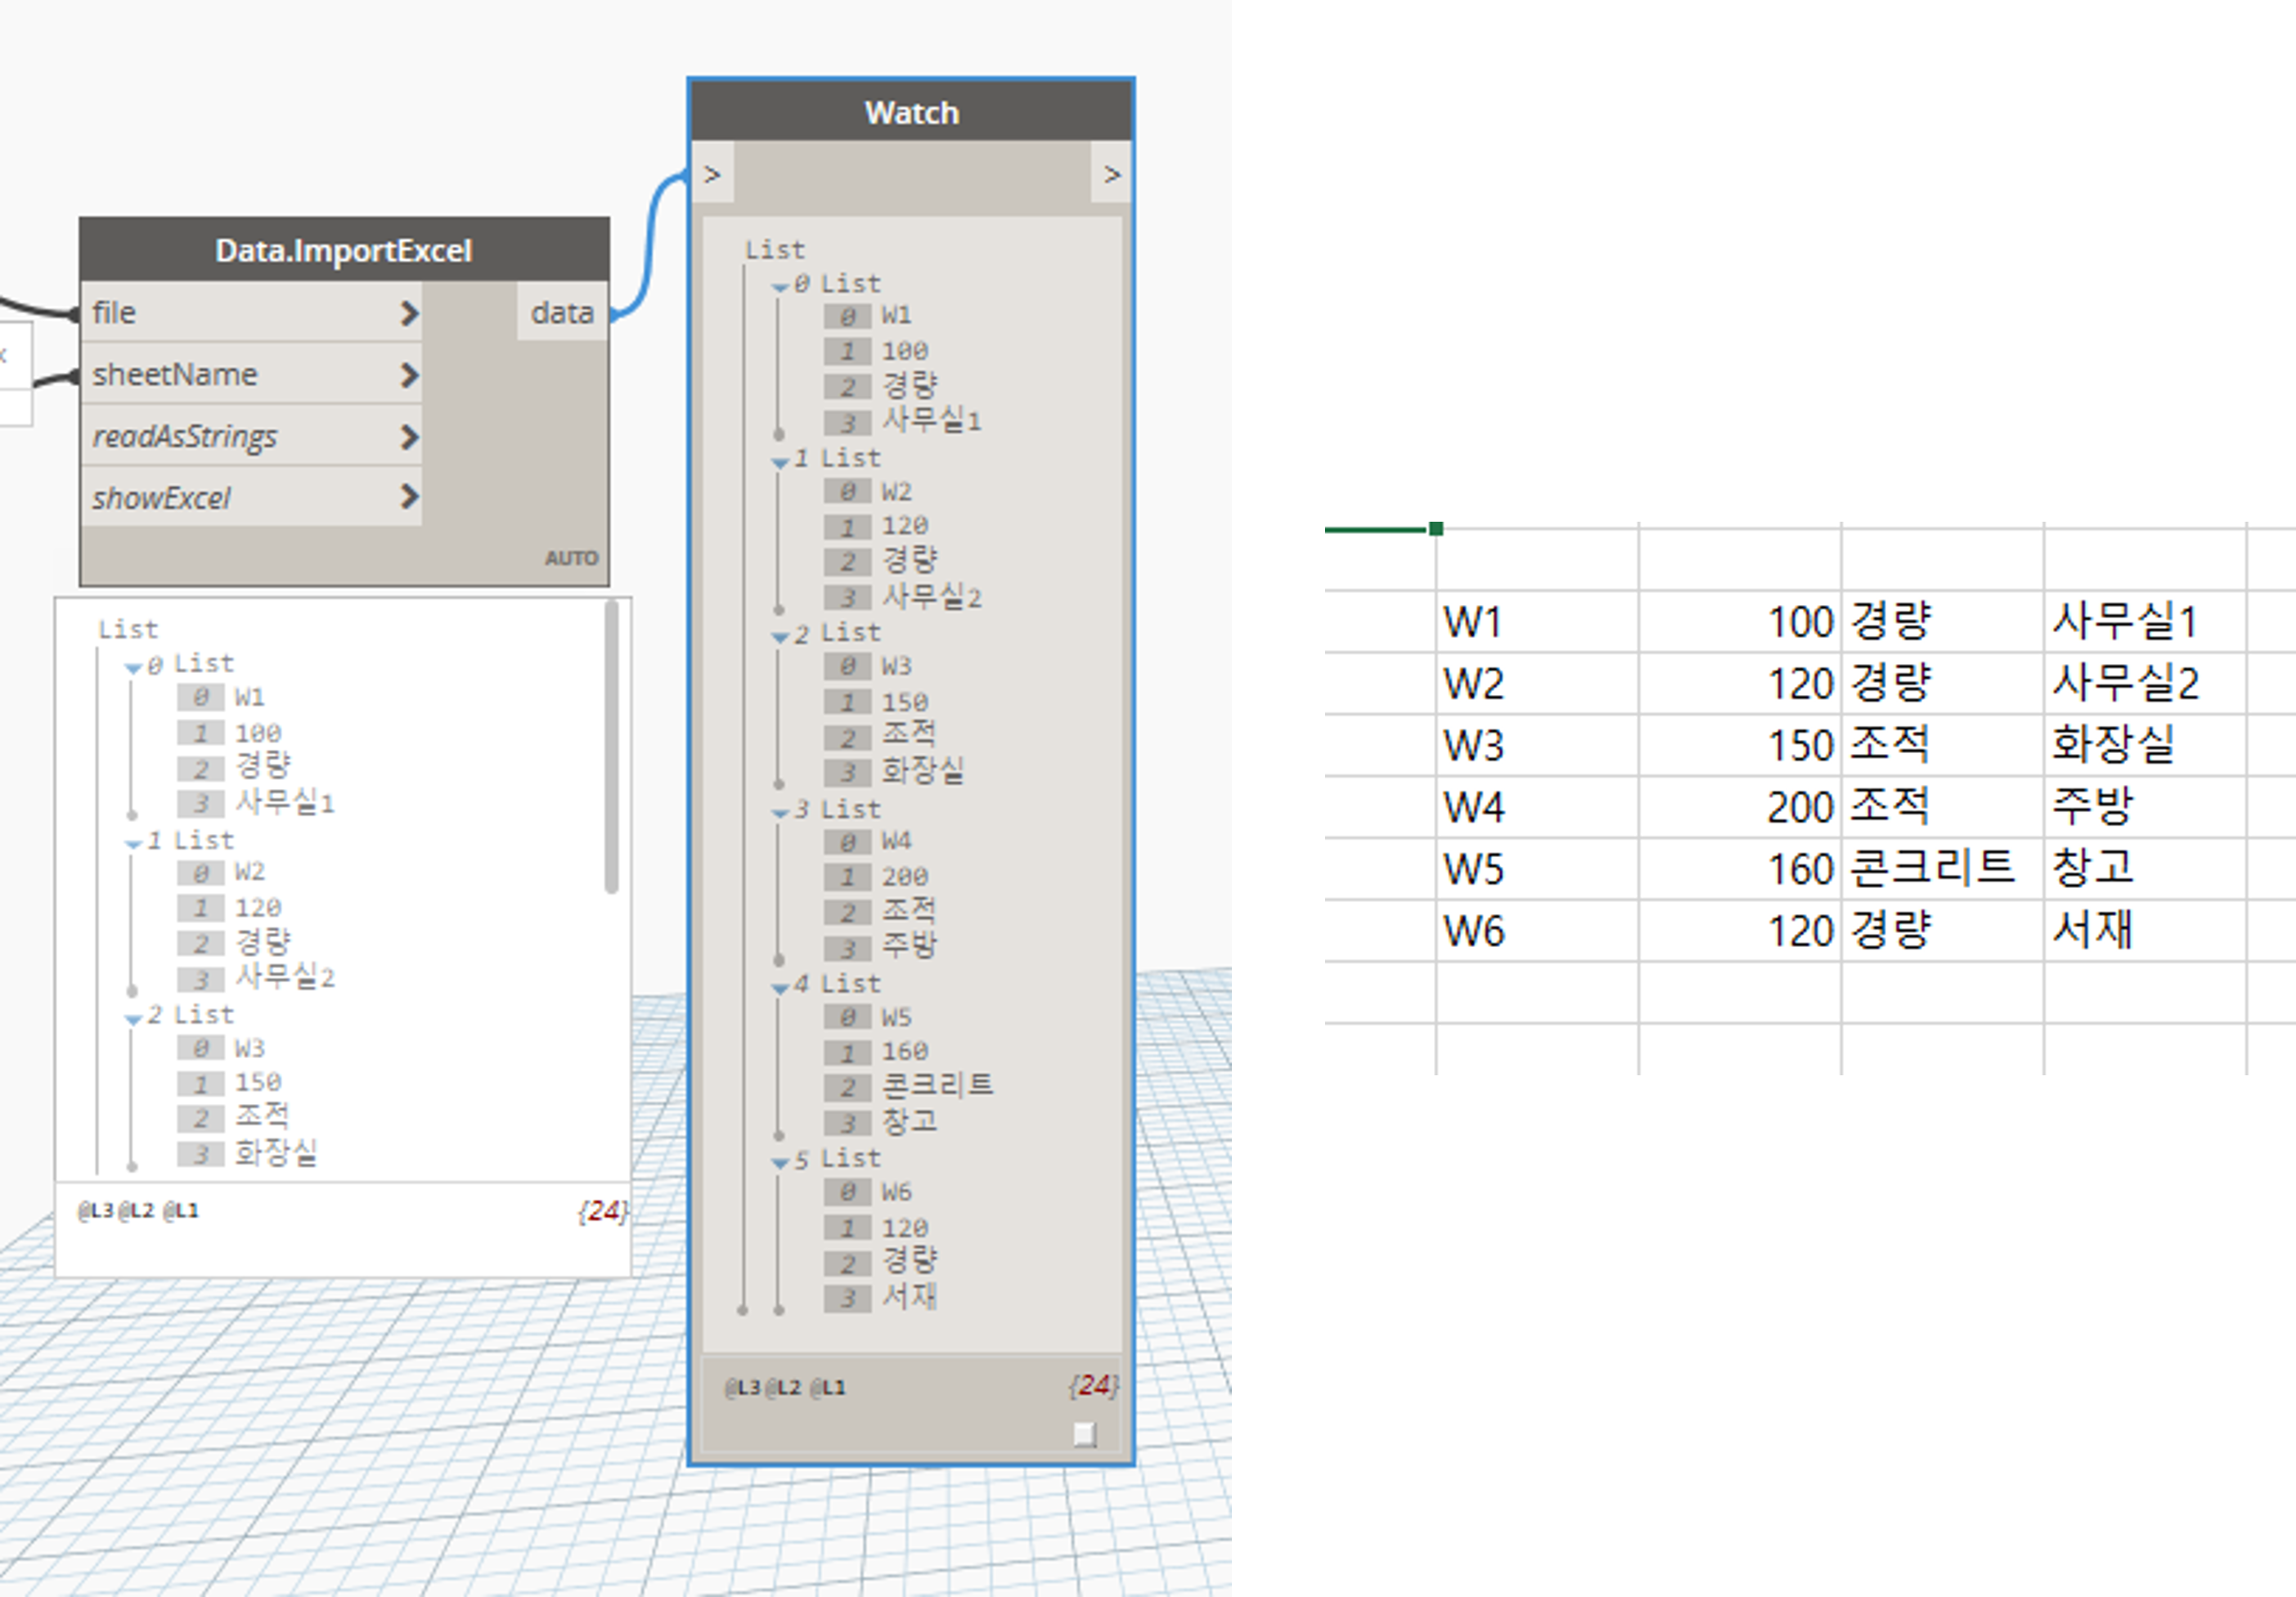 Data.ImportExcel
file > data
sheetName >
readAsStrings >
showExcel >
AUTO
List
0 List
0 W1
1 100
2 경량
3 사무실1
1 List
0 W2
1 120
2 경량
3 사무실2
2 List
0 W3
1 150
2 조적
3 화장실
@L3 @L2 @L1 {24}
Watch
> >
List
0 List
0 W1
1 100
2 경량
3 사무실1
1 List
0 W2
1 120
2 경량
3 사무실2
2 List
0 W3
1 150
2 조적
3 화장실
3 List
0 W4
1 200
2 조적
3 주방
4 List
0 W5
1 160
2 콘크리트
3 창고
5 List
0 W6
1 120
2 경량
3 서재
@L3 @L2 @L1 {24}
W1 100 경량 사무실1
W2 120 경량 사무실2
W3 150 조적 화장실
W4 200 조적 주방
W5 160 콘크리트 창고
W6 120 경량 서재